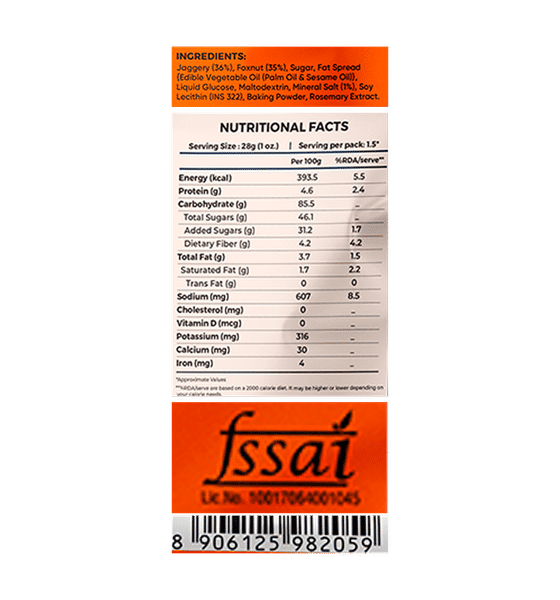 INGREDIENTS:
Jaggery (36%), Foxnut (35%), Sugar, Fat Spread
(Edible Vegetable Oil (Palm Oil & Sesame Oil)),
Liquid Glucose, Maltodextrin, Mineral Salt (1%), Soy
Lecithin (INS 322), Baking Powder, Rosemary Extract.
NUTRITIONAL FACTS
Serving Size : 28g (1 oz.) | Serving per pack: 1.5*
Per 100g %RDA/serve**
Energy (kcal) 393.5 5.5
Protein (g) 4.6 2.4
Carbohydrate (g) 85.5 _
Total Sugars (g) 46.1 _
Added Sugars (g) 31.2 1.7
Dietary Fiber (g) 4.2 4.2
Total Fat (g) 3.7 1.5
Saturated Fat (g) 1.7 2.2
Trans Fat (g) 0 0
Sodium (mg) 607 8.5
Cholesterol (mg) 0 _
Vitamin D (mcg) 0 _
Potassium (mg) 316 _
Calcium (mg) 30 _
Iron (mg) 4 _
*Approximate Values
**%RDA/serve are based on a 2000 calorie diet. It may be higher or lower depending on
your calorie needs.
fssai
Lic.No. 10017064001045
8 906125 982059